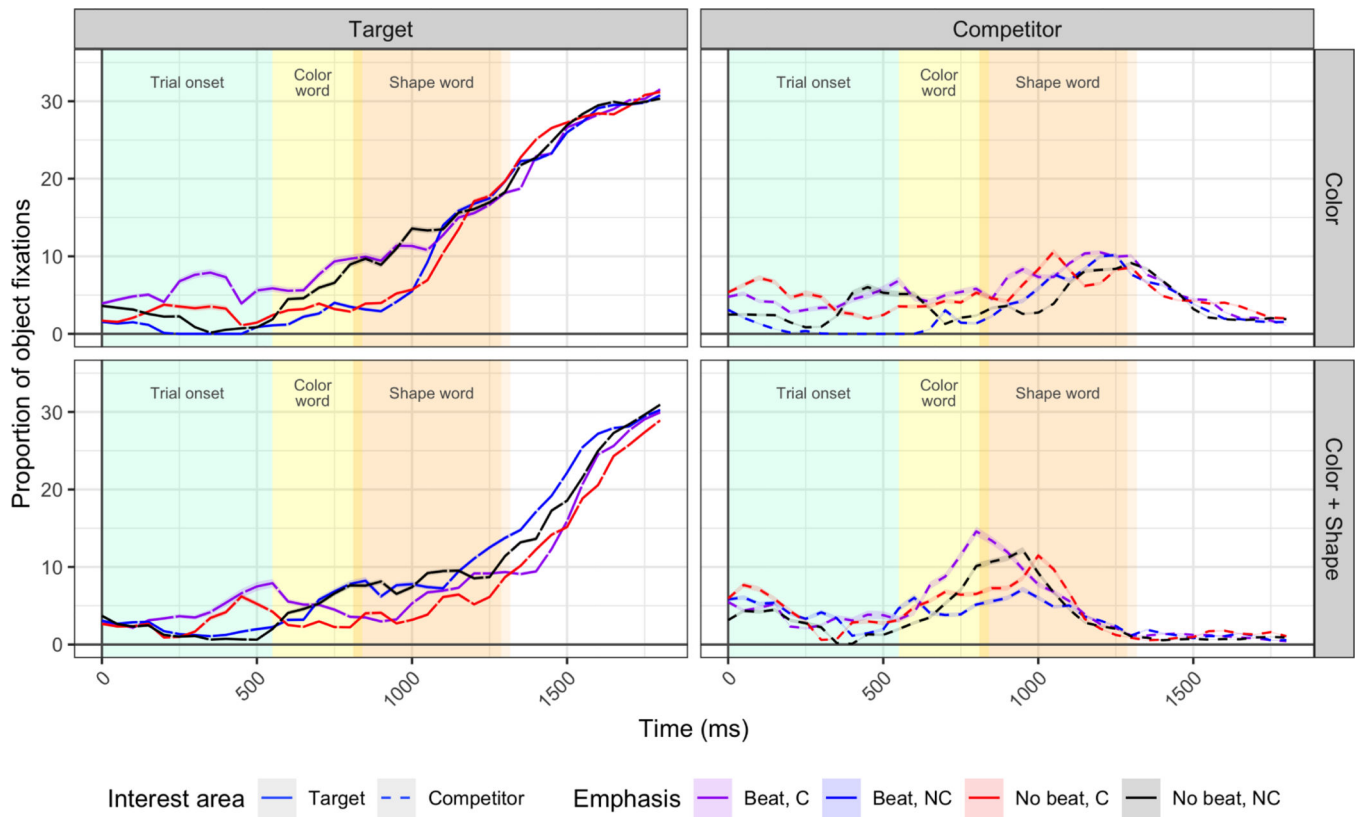 Target
Competitor
Trial onset
Color
word
Shape word
Trial onset
Color
word
Shape word
Color
30
20
10
0
Trial onset
Color
word
Shape word
Trial onset
Color
word
Shape word
Color + Shape
30
20
10
0
Proportion of object fixations
0
500
1000
1500
0
500
1000
1500
Time (ms)
Interest area
Target
Competitor
Emphasis
Beat, C
Beat, NC
No beat, C
No beat, NC